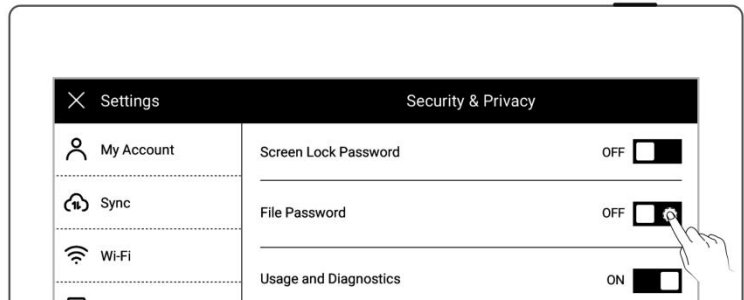 Settings
Security & Privacy
My Account
Screen Lock Password OFF
Sync
File Password OFF
Wi-Fi
Usage and Diagnostics ON